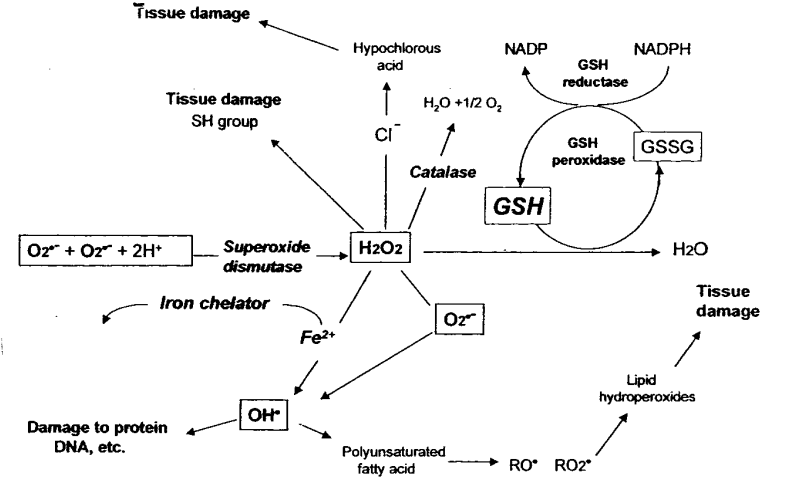 Tissue damage
Hypochlorous
acid
NADP
NADPH
GSH
reductase
Tissue damage
SH group
H2O +1/2 O2
Cl⁻
GSH
peroxidase
GSSG
Catalase
GSH
O2•⁻ + O2•⁻ + 2H⁺
Superoxide
dismutase
H2O2
H2O
Iron chelator
Fe2+
O2•⁻
Tissue
damage
Lipid
hydroperoxides
OH•
Damage to protein
DNA, etc.
Polyunsaturated
fatty acid
RO•
RO2•